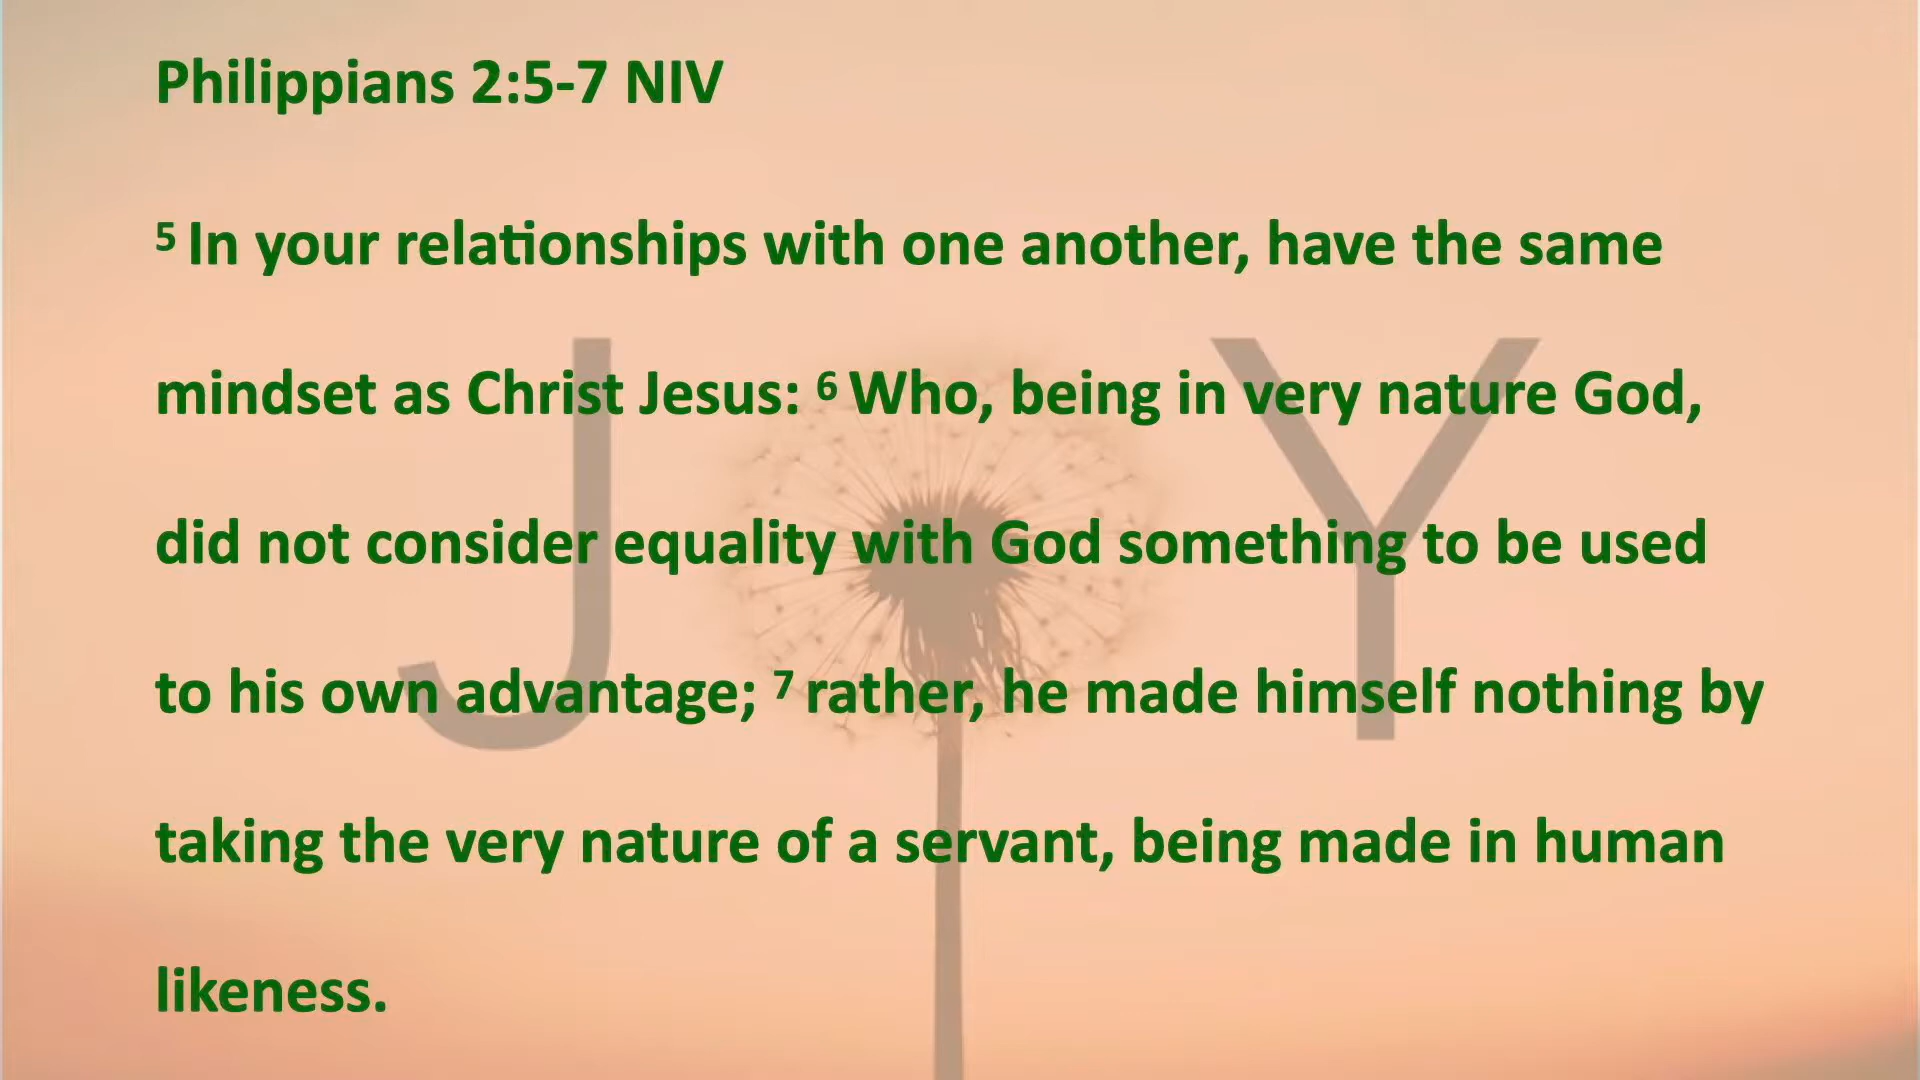 Philippians 2:5-7 NIV
5 In your relationships with one another, have the same
mindset as Christ Jesus: 6 Who, being in very nature God,
did not consider equality with God something to be used
to his own advantage; 7 rather, he made himself nothing by
taking the very nature of a servant, being made in human
likeness.
J Y